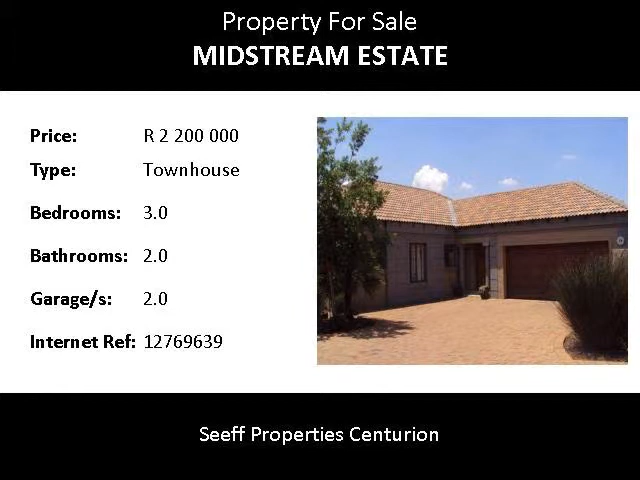 Property For Sale
MIDSTREAM ESTATE
Price: R 2 200 000
Type: Townhouse
Bedrooms: 3.0
Bathrooms: 2.0
Garage/s: 2.0
Internet Ref: 12769639
Seeff Properties Centurion